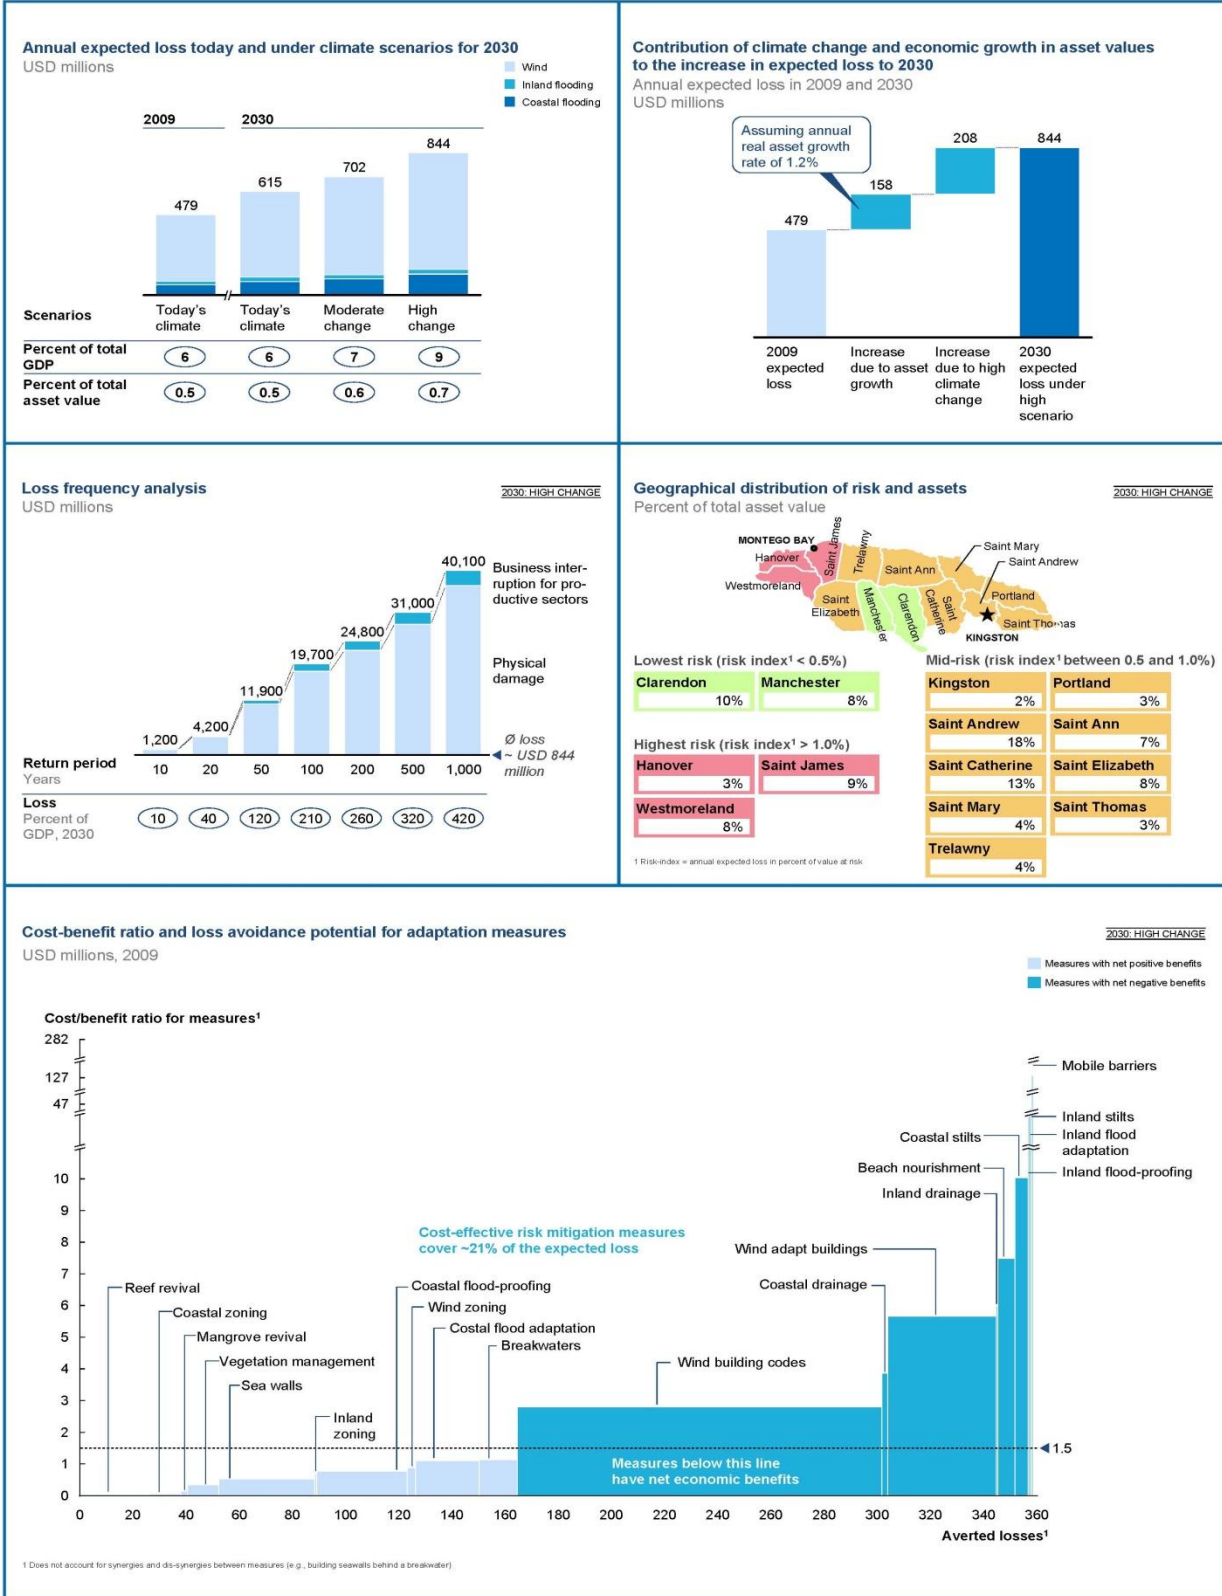 Annual expected loss today and under climate scenarios for 2030
USD millions
Wind
Inland flooding
Coastal flooding
2009
2030
479
615
702
844
Scenarios
Today's climate
Today's climate
Moderate change
High change
Percent of total GDP
6
6
7
9
Percent of total asset value
0.5
0.5
0.6
0.7
Contribution of climate change and economic growth in asset values
to the increase in expected loss to 2030
Annual expected loss in 2009 and 2030
USD millions
Assuming annual
real asset growth
rate of 1.2%
479
158
208
844
2009
expected
loss
Increase
due to asset
growth
Increase
due to high
climate
change
2030
expected
loss under
high
scenario
Loss frequency analysis
USD millions
2030: HIGH CHANGE
1,200
4,200
11,900
19,700
24,800
31,000
40,100
Business inter-
ruption for pro-
ductive sectors
Physical
damage
Ø loss
~ USD 844
million
Return period
Years
10
20
50
100
200
500
1,000
Loss
Percent of
GDP, 2030
10
40
120
210
260
320
420
Geographical distribution of risk and assets
Percent of total asset value
2030: HIGH CHANGE
MONTEGO BAY
Hanover
Westmoreland
Saint James
Trelawny
Saint Elizabeth
Manchester
Clarendon
Saint Ann
Saint Catherine
Saint Mary
Saint Andrew
Portland
Saint Thomas
KINGSTON
Lowest risk (risk index1 < 0.5%)
Clarendon
10%
Manchester
8%
Highest risk (risk index1 > 1.0%)
Hanover
3%
Saint James
9%
Westmoreland
8%
Mid-risk (risk index1 between 0.5 and 1.0%)
Kingston
2%
Portland
3%
Saint Andrew
18%
Saint Ann
7%
Saint Catherine
13%
Saint Elizabeth
8%
Saint Mary
4%
Saint Thomas
3%
Trelawny
4%
1 Risk-index = annual expected loss in percent of value at risk
Cost-benefit ratio and loss avoidance potential for adaptation measures
USD millions, 2009
2030: HIGH CHANGE
Measures with net positive benefits
Measures with net negative benefits
Cost/benefit ratio for measures1
282
127
47
10
9
8
7
6
5
4
3
2
1
0
Reef revival
Coastal zoning
Mangrove revival
Vegetation management
Sea walls
Inland
zoning
Coastal flood-proofing
Wind zoning
Costal flood adaptation
Breakwaters
Cost-effective risk mitigation measures
cover ~21% of the expected loss
Wind building codes
Coastal drainage
Wind adapt buildings
Inland drainage
Beach nourishment
Coastal stilts
Mobile barriers
Inland stilts
Inland flood
adaptation
Inland flood-proofing
1.5
Measures below this line
have net economic benefits
0 20 40 60 80 100 120 140 160 180 200 220 240 260 280 300 320 340 360
Averted losses1
1 Does not account for synergies and dis-synergies between measures (e.g., building seawalls behind a breakwater)